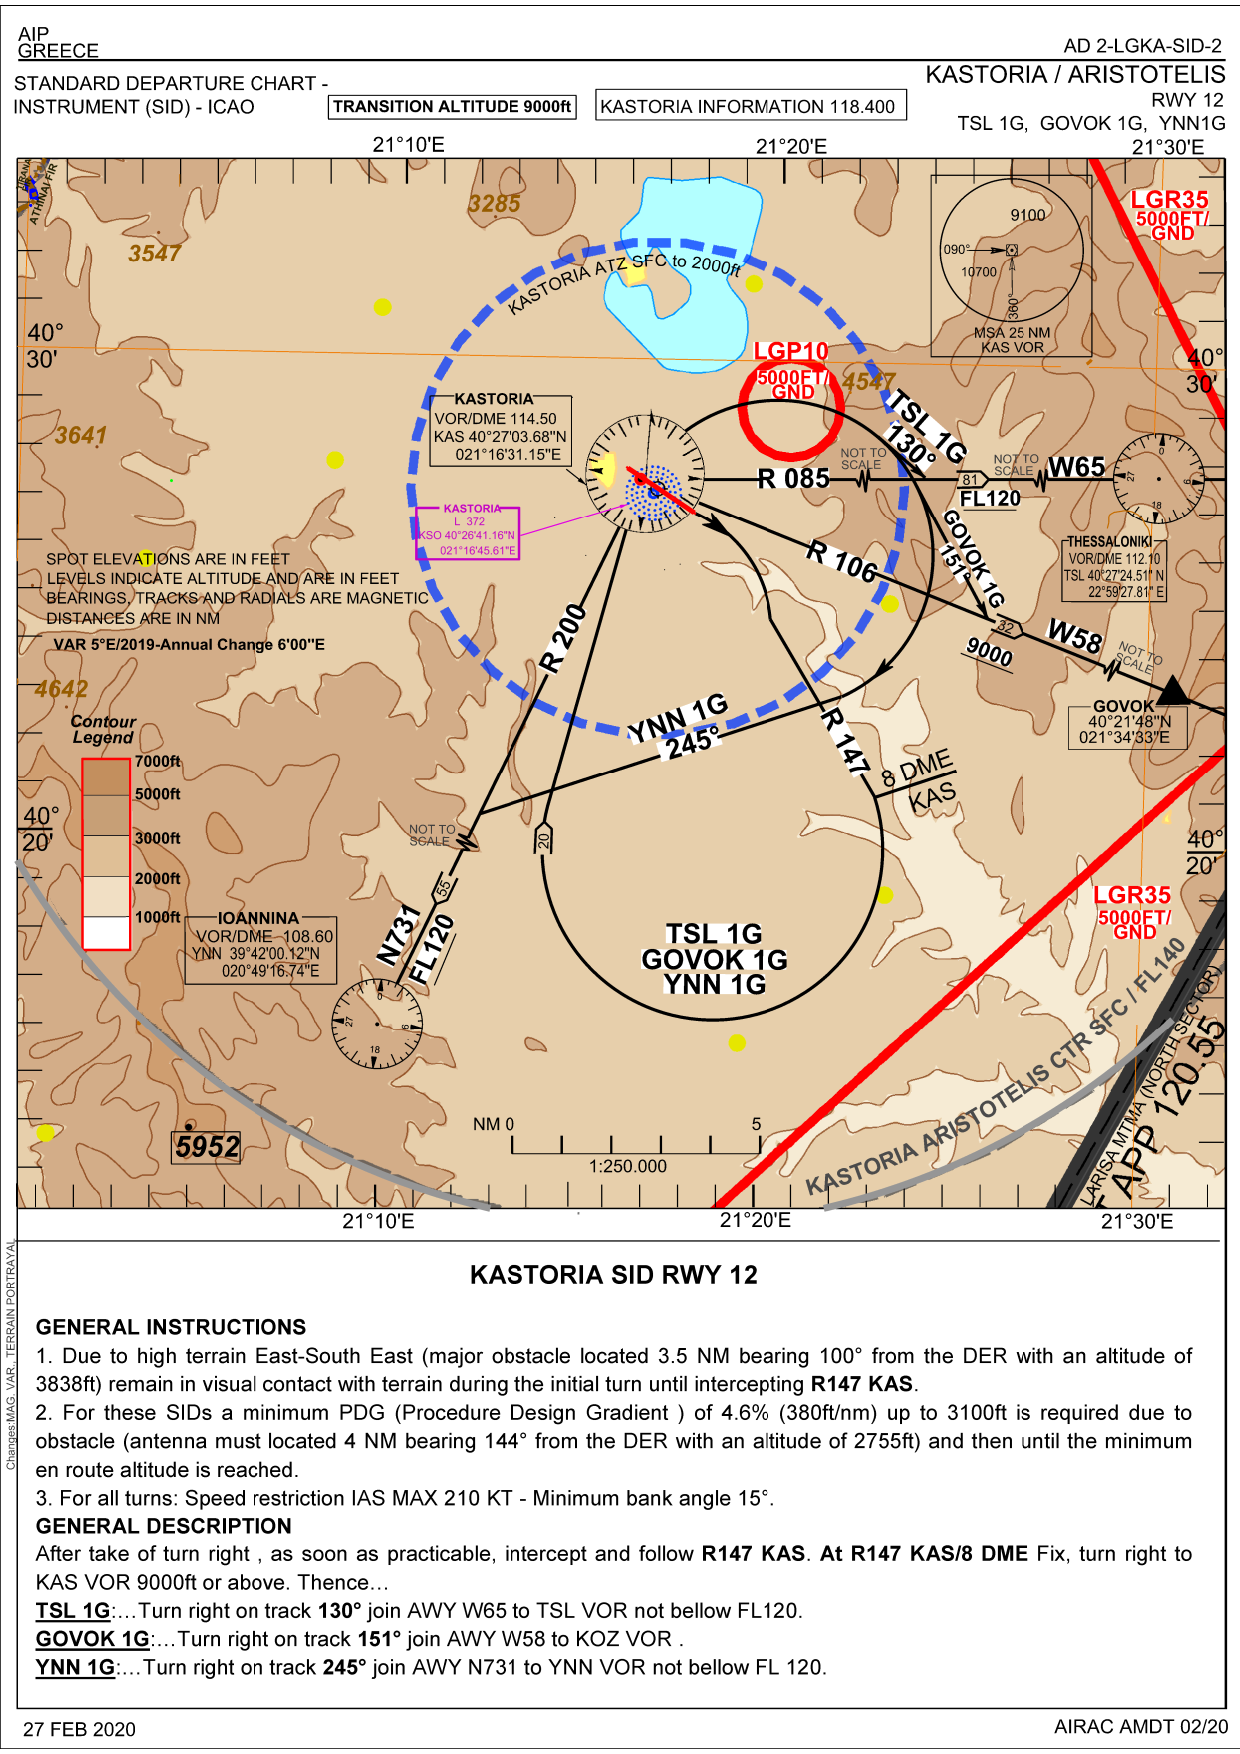 AIP
GREECE
AD 2-LGKA-SID-2
STANDARD DEPARTURE CHART -
INSTRUMENT (SID) - ICAO
TRANSITION ALTITUDE 9000ft
KASTORIA INFORMATION 118.400
KASTORIA / ARISTOTELIS
RWY 12
TSL 1G, GOVOK 1G, YNN1G
21°10'E
21°20'E
21°30'E
TIRANA
ATHINAI FIR
3285
3547
KASTORIA ATZ SFC to 2000ft
9100
090°
10700
360°
MSA 25 NM
KAS VOR
LGR35
5000FT/
GND
40°
30'
40°
30'
LGP10
5000FT/
GND
4547
3641
KASTORIA
VOR/DME 114.50
KAS 40°27'03.68"N
021°16'31.15"E
TSL 1G
130°
NOT TO
SCALE
R 085
81
FL120
NOT TO
SCALE
W65
0
27
9
18
KASTORIA
L 372
KSO 40°26'41.16"N
021°16'45.61"E
GOVOK 1G
151°
THESSALONIKI
VOR/DME 112.10
TSL 40°27'24.51" N
22°59'27.81" E
R 106
SPOT ELEVATIONS ARE IN FEET
LEVELS INDICATE ALTITUDE AND ARE IN FEET
BEARINGS, TRACKS AND RADIALS ARE MAGNETIC
DISTANCES ARE IN NM
VAR 5°E/2019-Annual Change 6'00"E
R 200
32
9000
W58
NOT TO
SCALE
4642
GOVOK
40°21'48"N
021°34'33"E
Contour
Legend
7000ft
5000ft
3000ft
2000ft
1000ft
YNN 1G
245°
R 147
8 DME
KAS
40°
20'
40°
20'
NOT TO
SCALE
20
55
N731
FL120
IOANNINA
VOR/DME 108.60
YNN 39°42'00.12"N
020°49'16.74"E
0
27
9
18
TSL 1G
GOVOK 1G
YNN 1G
LGR35
5000FT/
GND
KASTORIA ARISTOTELIS CTR SFC / FL140
LARISA MTMA (NORTH SECTOR)
APP 120.55
5952
NM 0
5
1:250.000
21°10'E
21°20'E
21°30'E
Changes:MAG. VAR., TERRAIN PORTRAYAL
KASTORIA SID RWY 12
GENERAL INSTRUCTIONS
1. Due to high terrain East-South East (major obstacle located 3.5 NM bearing 100° from the DER with an altitude of
3838ft) remain in visual contact with terrain during the initial turn until intercepting R147 KAS.
2. For these SIDs a minimum PDG (Procedure Design Gradient ) of 4.6% (380ft/nm) up to 3100ft is required due to
obstacle (antenna must located 4 NM bearing 144° from the DER with an altitude of 2755ft) and then until the minimum
en route altitude is reached.
3. For all turns: Speed restriction IAS MAX 210 KT - Minimum bank angle 15°.
GENERAL DESCRIPTION
After take of turn right , as soon as practicable, intercept and follow R147 KAS. At R147 KAS/8 DME Fix, turn right to
KAS VOR 9000ft or above. Thence…
TSL 1G:…Turn right on track 130° join AWY W65 to TSL VOR not bellow FL120.
GOVOK 1G:…Turn right on track 151° join AWY W58 to KOZ VOR .
YNN 1G:…Turn right on track 245° join AWY N731 to YNN VOR not bellow FL 120.
27 FEB 2020
AIRAC AMDT 02/20